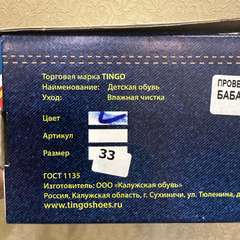 Торговая марка TINGO
Наименование: Детская обувь
Уход: Влажная чистка
Цвет
Артикул
Размер 33
ГОСТ 1135
Изготовитель: ООО «Калужская обувь»
Россия, Калужская область, г. Сухиничи, ул. Тюленина, д
www.tingoshoes.ru
ПРОВЕ
БАБА